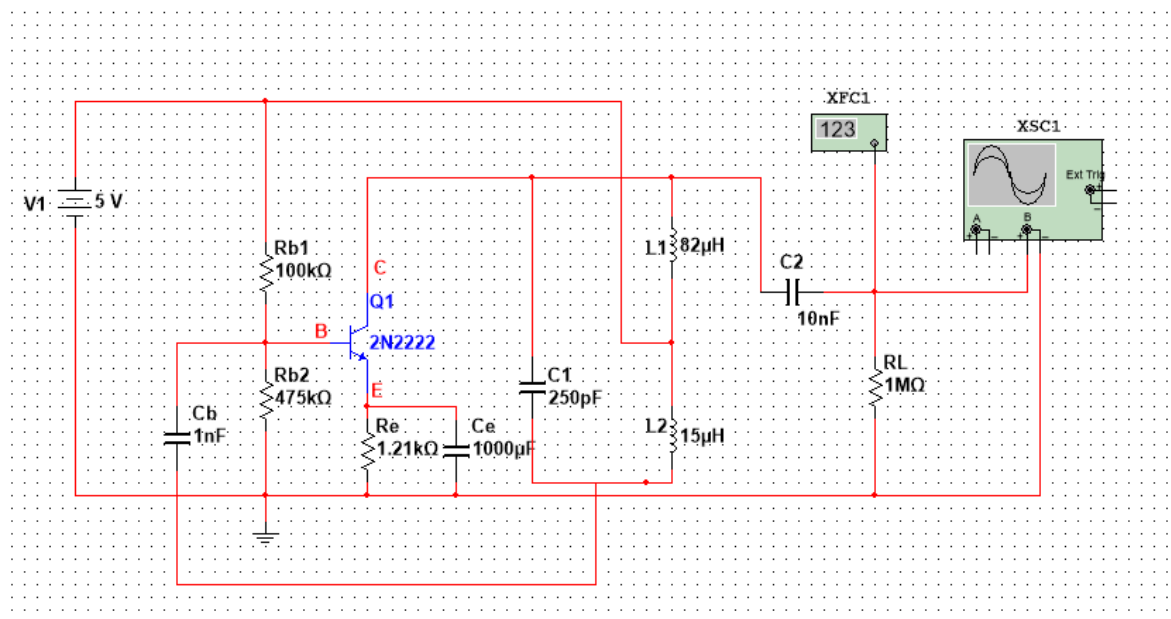 XFC1
123
XSC1
Ext Trig
+
−
A
B
+
−
+
−
V1
5 V
Rb1
100kΩ
C
Q1
B
2N2222
E
L1
82µH
C2
10nF
Rb2
475kΩ
Cb
1nF
Re
1.21kΩ
Ce
1000µF
C1
250pF
L2
15µH
RL
1MΩ